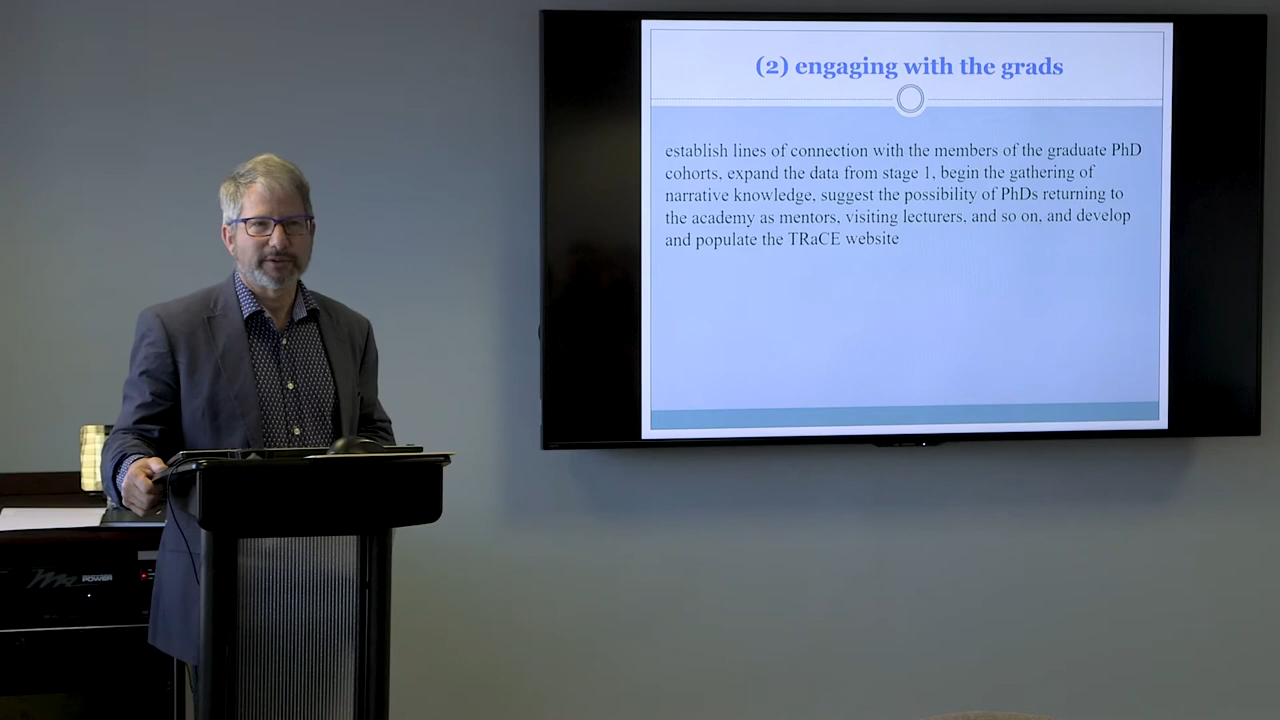 (2) engaging with the grads
establish lines of connection with the members of the graduate PhD
cohorts, expand the data from stage 1, begin the gathering of
narrative knowledge, suggest the possibility of PhDs returning to
the academy as mentors, visiting lecturers, and so on, and develop
and populate the TRaCE website
POWER